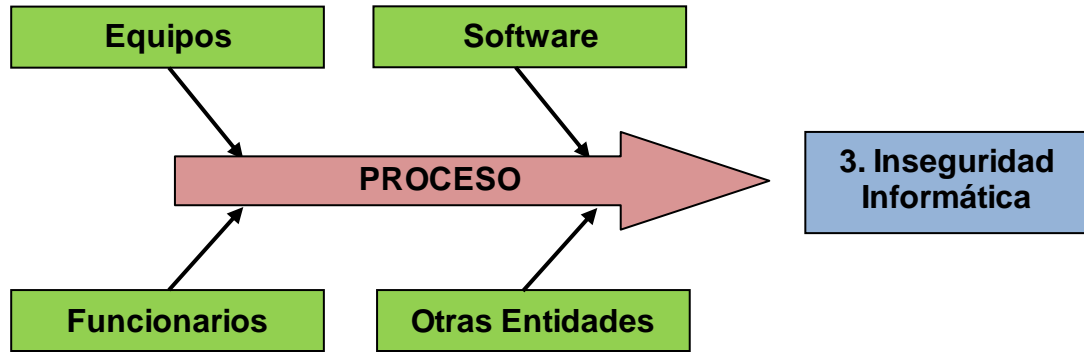 Equipos
Software
PROCESO
3. Inseguridad
Informática
Funcionarios
Otras Entidades